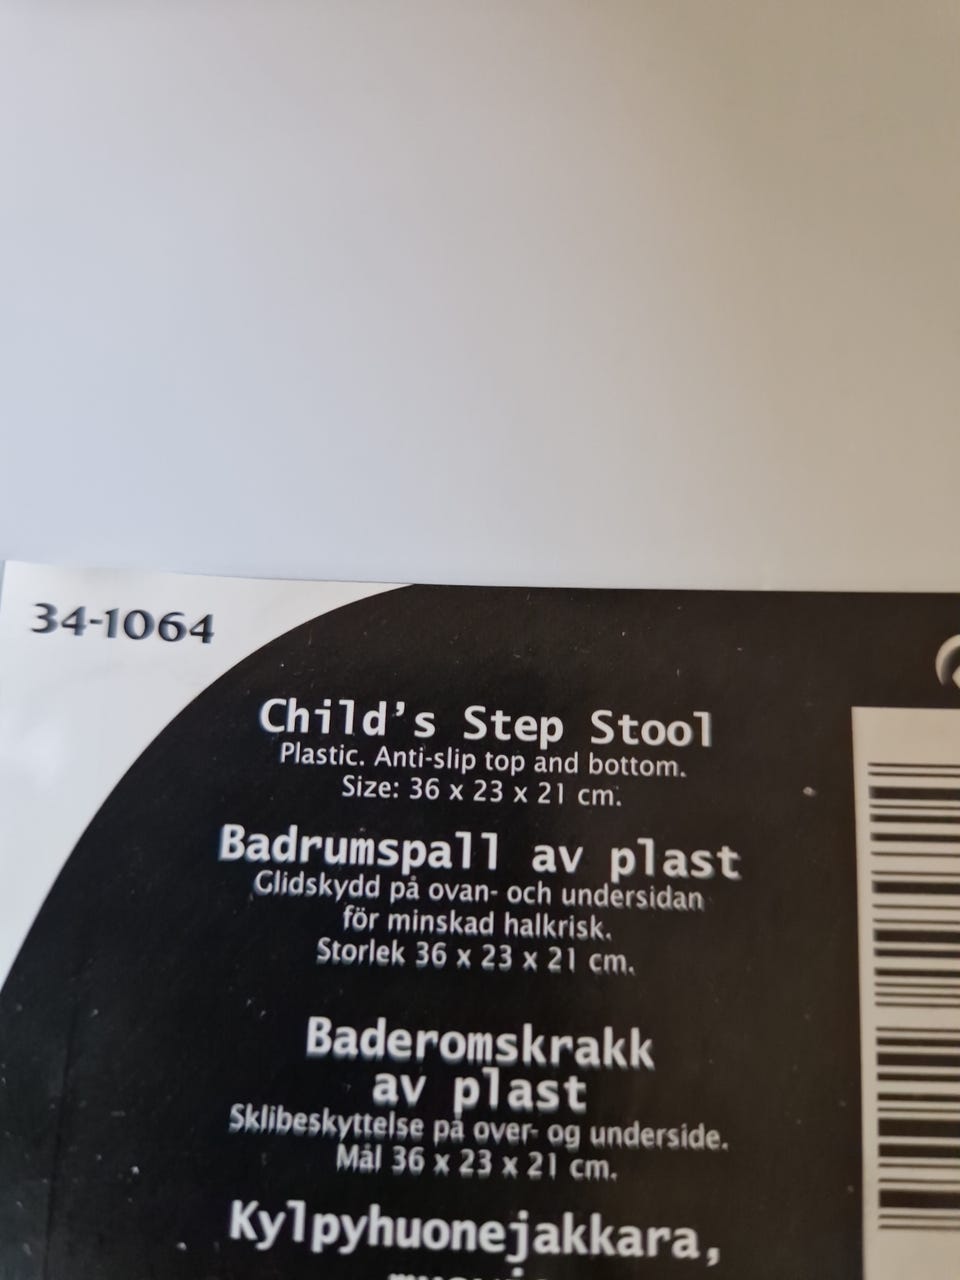 34-1064
Child's Step Stool
Plastic. Anti-slip top and bottom.
Size: 36 x 23 x 21 cm.
Badrumspall av plast
Glidskydd på ovan- och undersidan
för minskad halkrisk.
Storlek 36 x 23 x 21 cm.
Baderomskrakk
av plast
Sklibeskyttelse på over- og underside.
Mål 36 x 23 x 21 cm.
Kylpyhuonejakkara,